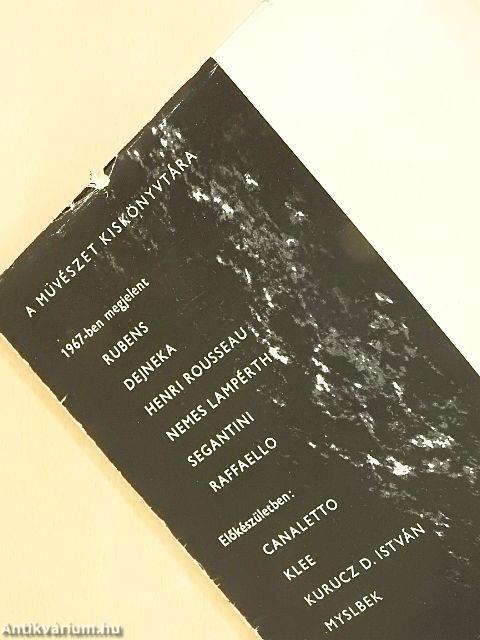 A MŰVÉSZET KISKÖNYVTÁRA
1967-ben megjelent
RUBENS
DEJNEKA
HENRI ROUSSEAU
NEMES LAMPÉRTH
SEGANTINI
RAFFAELLO
Előkészületben:
CANALETTO
KLEE
KURUCZ D. ISTVÁN
MYSLBEK
Antikvárium.hu